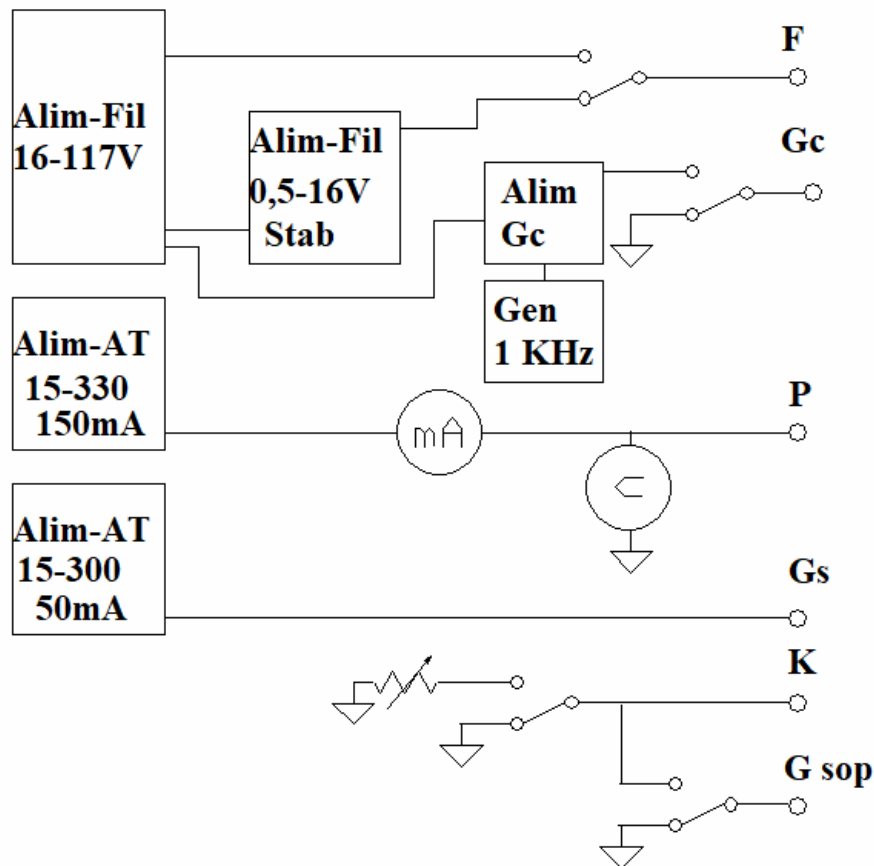 F
Alim-Fil
16-117V
Alim-Fil
0,5-16V
Stab
Gc
Alim
Gc
Gen
1 KHz
Alim-AT
15-330
150mA
mA
P
V
Alim-AT
15-300
50mA
Gs
K
G sop